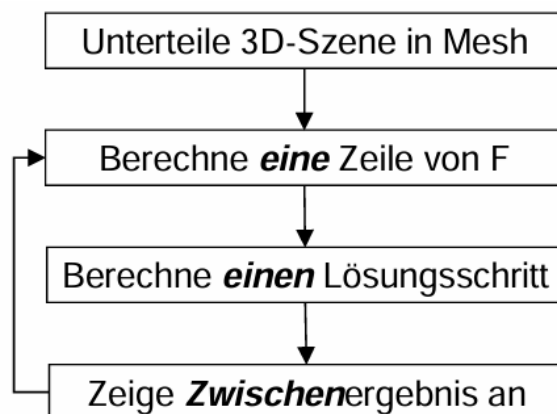 Unterteile 3D-Szene in Mesh
Berechne eine Zeile von F
Berechne einen Lösungsschritt
Zeige Zwischenergebnis an